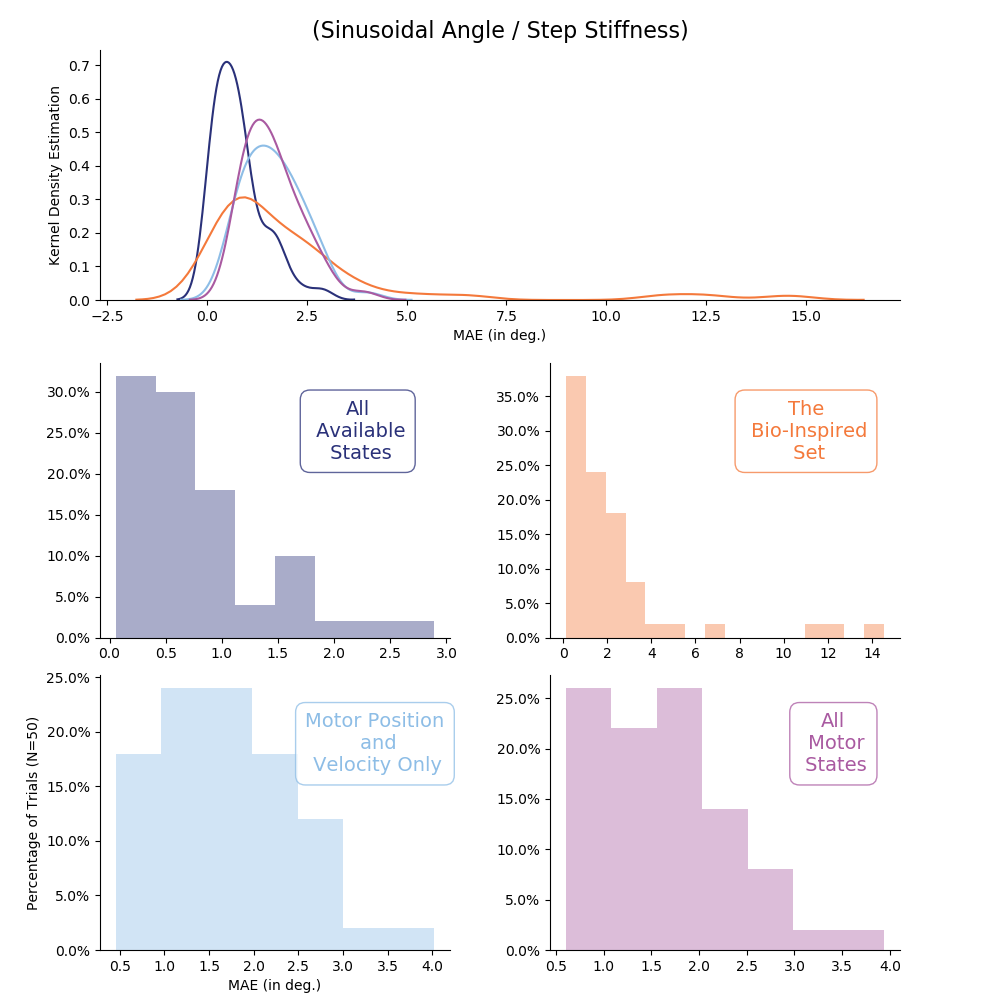 (Sinusoidal Angle / Step Stiffness)
Kernel Density Estimation
0.7
0.6
0.5
0.4
0.3
0.2
0.1
0.0
−2.5 0.0 2.5 5.0 7.5 10.0 12.5 15.0
MAE (in deg.)
30.0%
25.0%
20.0%
15.0%
10.0%
5.0%
0.0%
0.0 0.5 1.0 1.5 2.0 2.5 3.0
All
Available
States
35.0%
30.0%
25.0%
20.0%
15.0%
10.0%
5.0%
0.0%
0 2 4 6 8 10 12 14
The
Bio-Inspired
Set
Percentage of Trials (N=50)
25.0%
20.0%
15.0%
10.0%
5.0%
0.0%
0.5 1.0 1.5 2.0 2.5 3.0 3.5 4.0
MAE (in deg.)
Motor Position
and
Velocity Only
25.0%
20.0%
15.0%
10.0%
5.0%
0.0%
0.5 1.0 1.5 2.0 2.5 3.0 3.5 4.0
All
Motor
States